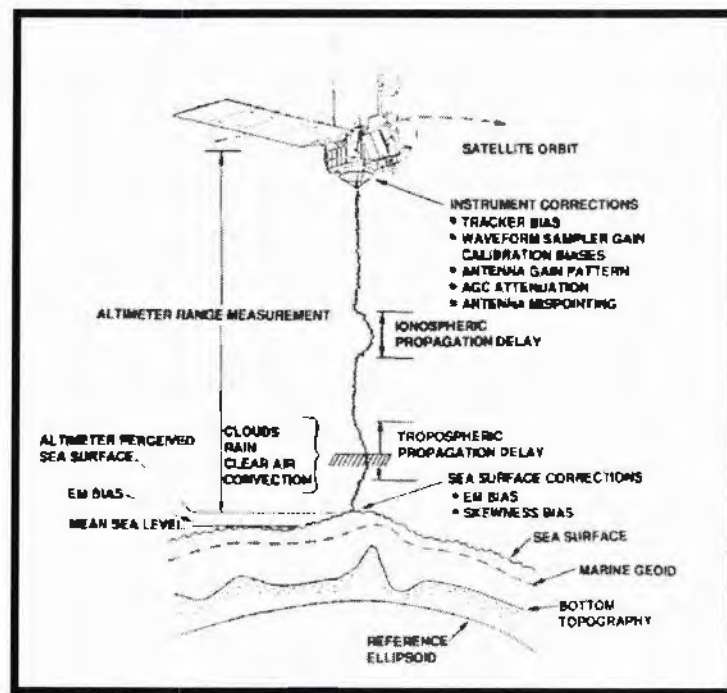 SATELLITE ORBIT
INSTRUMENT CORRECTIONS
* TRACKER BIAS
* WAVEFORM SAMPLER GAIN
CALIBRATION BIASES
* ANTENNA GAIN PATTERN
* AGC ATTENUATION
* ANTENNA MISPOINTING
ALTIMETER RANGE MEASUREMENT
IONOSPHERIC
PROPAGATION DELAY
CLOUDS
RAIN
CLEAR AIR
CONVECTION
TROPOSPHERIC
PROPAGATION DELAY
ALTIMETER PERCEIVED
SEA SURFACE
EM BIAS
MEAN SEA LEVEL
SEA SURFACE CORRECTIONS
* EM BIAS
* SKEWNESS BIAS
SEA SURFACE
MARINE GEOID
BOTTOM
TOPOGRAPHY
REFERENCE
ELLIPSOID